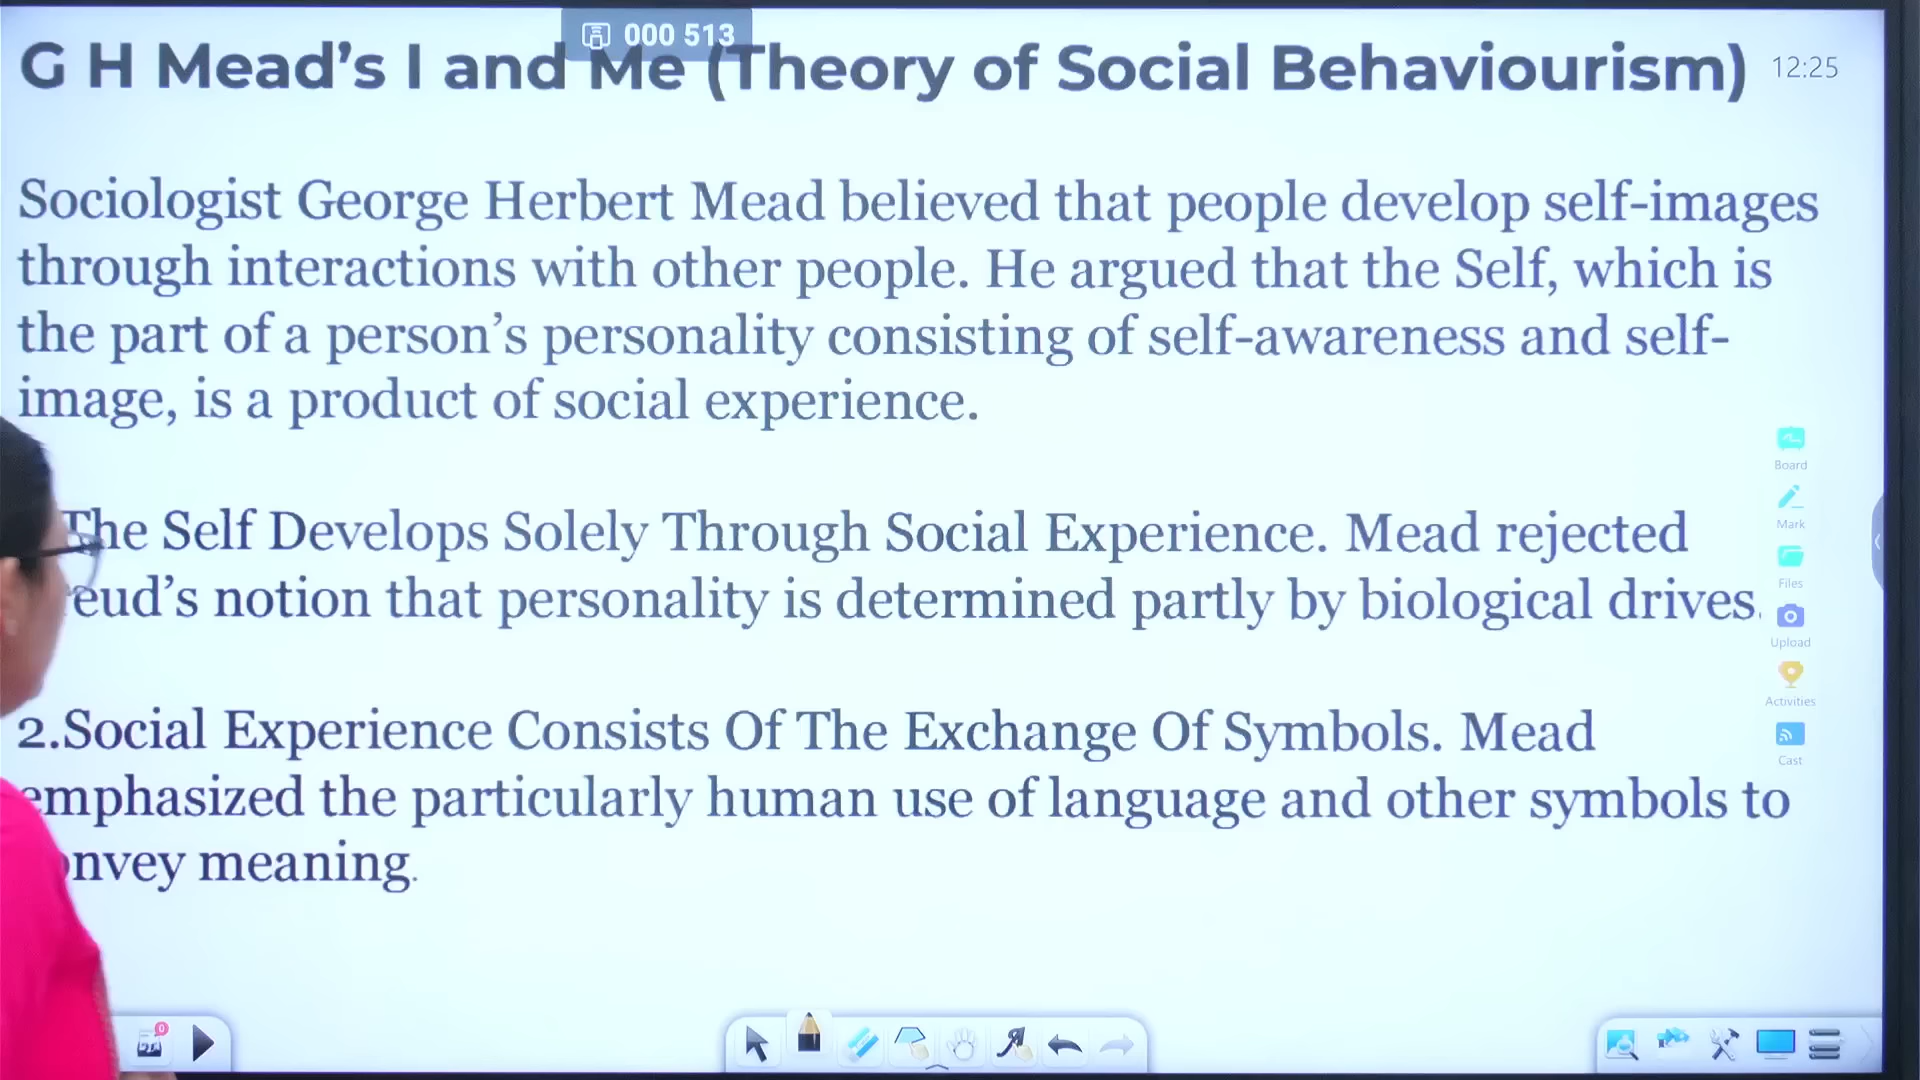 000 513
G H Mead’s I and Me (Theory of Social Behaviourism)
12:25
Sociologist George Herbert Mead believed that people develop self-images
through interactions with other people. He argued that the Self, which is
the part of a person’s personality consisting of self-awareness and self-
image, is a product of social experience.
The Self Develops Solely Through Social Experience. Mead rejected
eud’s notion that personality is determined partly by biological drives.
2.Social Experience Consists Of The Exchange Of Symbols. Mead
emphasized the particularly human use of language and other symbols to
nvey meaning.
Board
Mark
Files
Upload
Activities
Cast
0